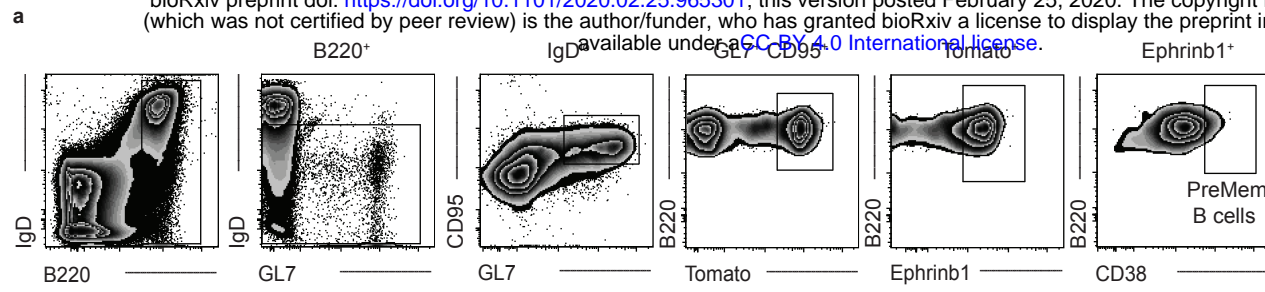 bioRxiv preprint doi: https://doi.org/10.1101/2020.02.25.965301; this version posted February 25, 2020. The copyright
(which was not certified by peer review) is the author/funder, who has granted bioRxiv a license to display the preprint
available under aCC-BY 4.0 International license.
a
B220⁺ IgD GL7⁺ CD95⁺ Tomato⁺ Ephrinb1⁺
IgD IgD CD95 B220 B220 B220
PreMem
B cells
B220 GL7 GL7 Tomato Ephrinb1 CD38